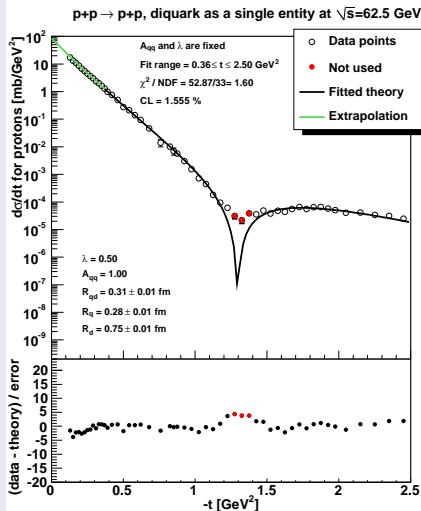 p+p → p+p, diquark as a single entity at √s=62.5 GeV
A_qq and λ are fixed
Fit range = 0.36≤ t ≤ 2.50 GeV²
χ² / NDF = 52.87/33= 1.60
CL = 1.555 %
Data points
Not used
Fitted theory
Extrapolation
dσ/dt for protons [mb/GeV²]
10²
10
1
10⁻¹
10⁻²
10⁻³
10⁻⁴
10⁻⁵
10⁻⁶
10⁻⁷
10⁻⁸
10⁻⁹
λ = 0.50
A_qq = 1.00
R_qd = 0.31 ± 0.01 fm
R_q = 0.28 ± 0.01 fm
R_d = 0.75 ± 0.01 fm
(data - theory) / error
20
15
10
5
0
-5
-10
-15
-20
0 0.5 1 1.5 2 2.5
-t [GeV²]